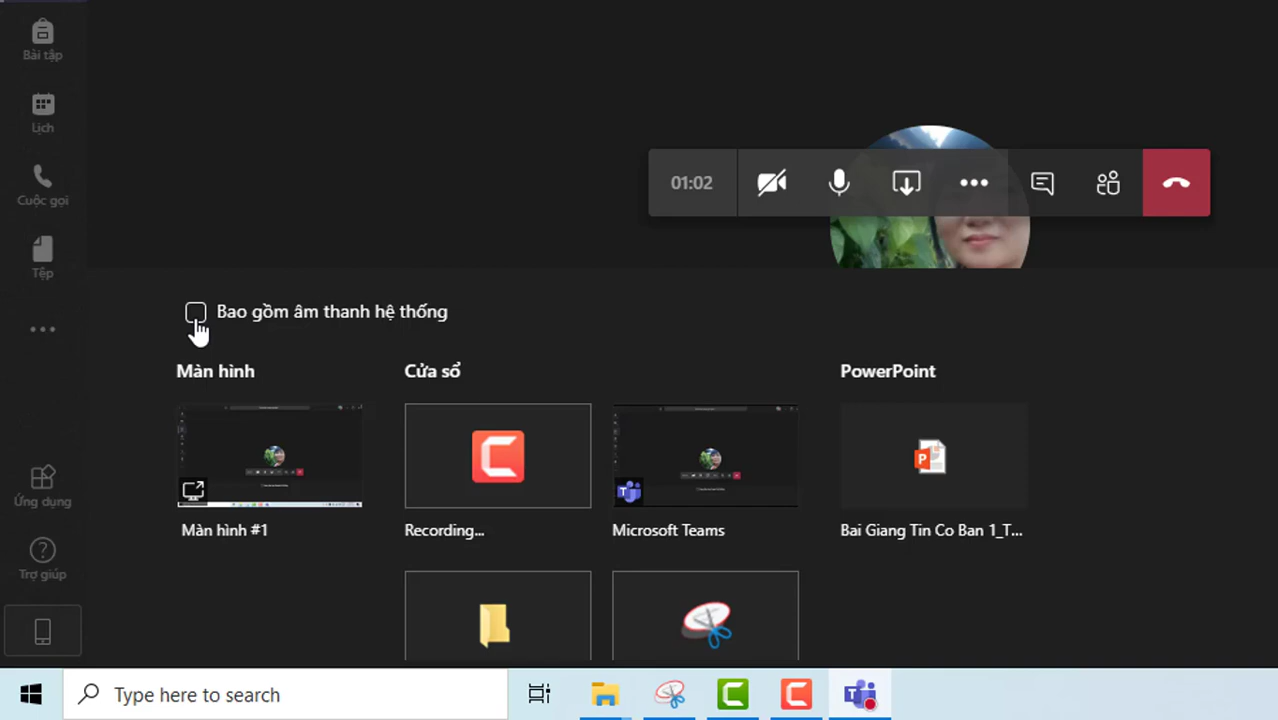 Bài tập
Lịch
Cuộc gọi
Tệp
Ứng dụng
Trợ giúp
01:02
Bao gồm âm thanh hệ thống
Màn hình
Cửa sổ
PowerPoint
Màn hình #1
Recording...
Microsoft Teams
Bai Giang Tin Co Ban 1_T...
Type here to search